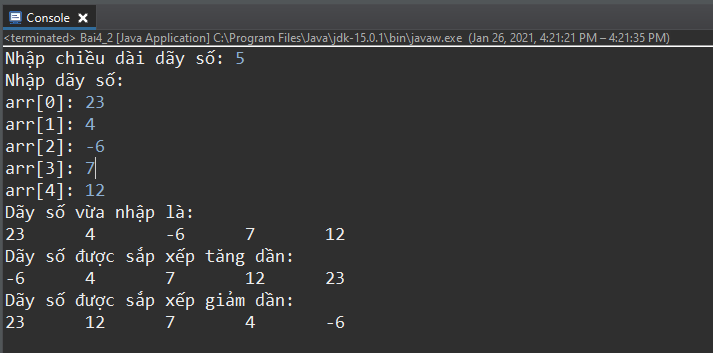 Console
<terminated> Bai4_2 [Java Application] C:\Program Files\Java\jdk-15.0.1\bin\javaw.exe (Jan 26, 2021, 4:21:21 PM – 4:21:35 PM)
Nhập chiều dài dãy số: 5
Nhập dãy số:
arr[0]: 23
arr[1]: 4
arr[2]: -6
arr[3]: 7
arr[4]: 12
Dãy số vừa nhập là:
23 4 -6 7 12
Dãy số được sắp xếp tăng dần:
-6 4 7 12 23
Dãy số được sắp xếp giảm dần:
23 12 7 4 -6